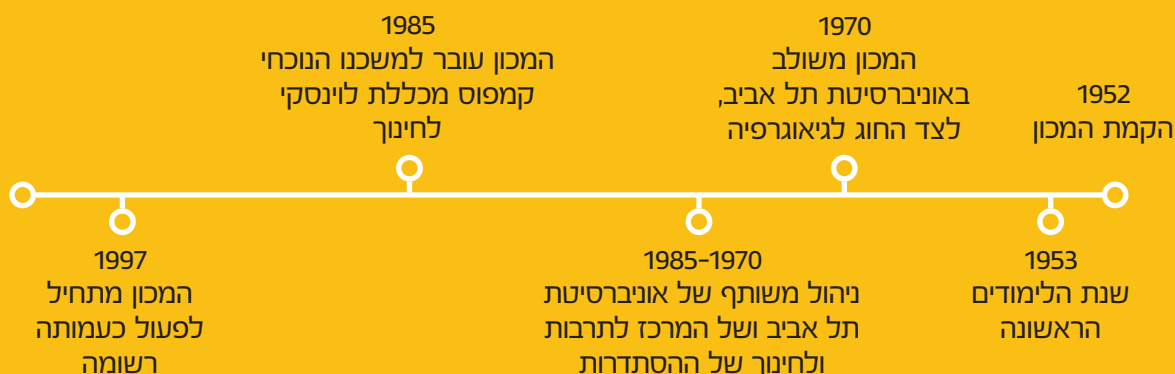 1952
הקמת המכון
1953
שנת הלימודים
הראשונה
1970
המכון משולב
באוניברסיטת תל אביב,
לצד החוג לגיאוגרפיה
1985-1970
ניהול משותף של אוניברסיטת
תל אביב ושל המרכז לתרבות
ולחינוך של ההסתדרות
1985
המכון עובר למשכנו הנוכחי
קמפוס מכללת לוינסקי
לחינוך
1997
המכון מתחיל
לפעול כעמותה
רשומה